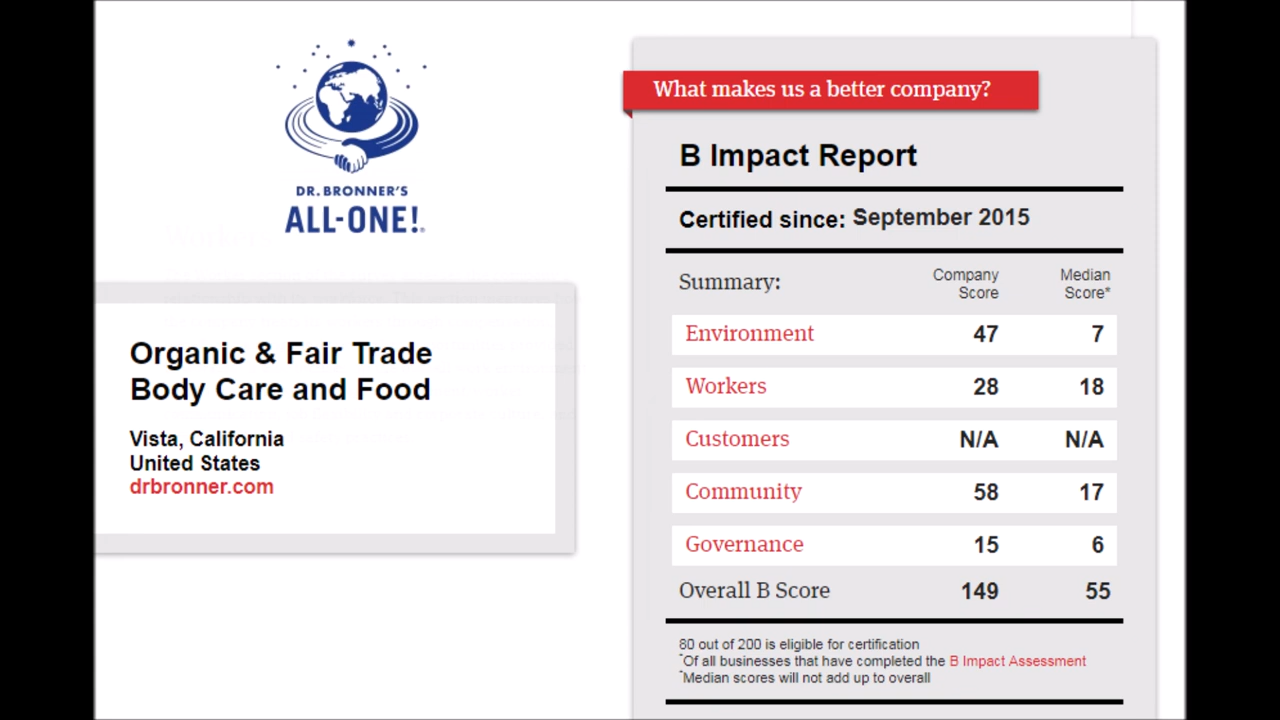 DR. BRONNER'S
ALL-ONE!
Organic & Fair Trade
Body Care and Food
Vista, California
United States
drbronner.com
What makes us a better company?
B Impact Report
Certified since: September 2015
Summary: Company Score Median Score*
Environment 47 7
Workers 28 18
Customers N/A N/A
Community 58 17
Governance 15 6
Overall B Score 149 55
80 out of 200 is eligible for certification
*Of all businesses that have completed the B Impact Assessment
*Median scores will not add up to overall